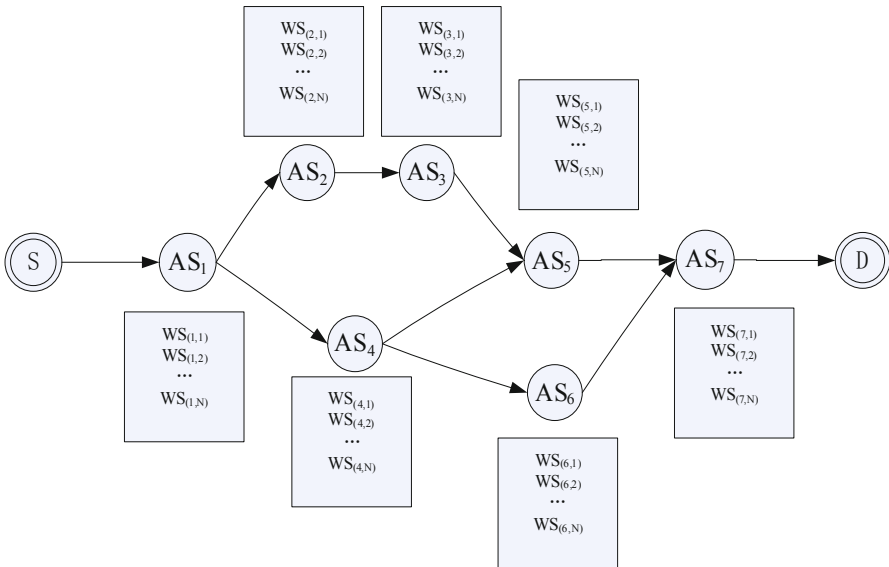 WS(2,1)
WS(2,2)
...
WS(2,N)
WS(3,1)
WS(3,2)
...
WS(3,N)
WS(5,1)
WS(5,2)
...
WS(5,N)
AS2
AS3
S
AS1
AS5
AS7
D
WS(1,1)
WS(1,2)
...
WS(1,N)
AS4
WS(7,1)
WS(7,2)
...
WS(7,N)
AS6
WS(4,1)
WS(4,2)
...
WS(4,N)
WS(6,1)
WS(6,2)
...
WS(6,N)